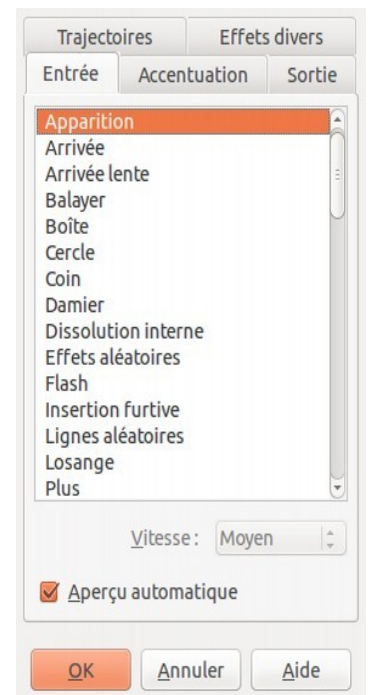 Trajectoires Effets divers
Entrée Accentuation Sortie
Apparition
Arrivée
Arrivée lente
Balayer
Boîte
Cercle
Coin
Damier
Dissolution interne
Effets aléatoires
Flash
Insertion furtive
Lignes aléatoires
Losange
Plus
Vitesse : Moyen
Aperçu automatique
OK Annuler Aide